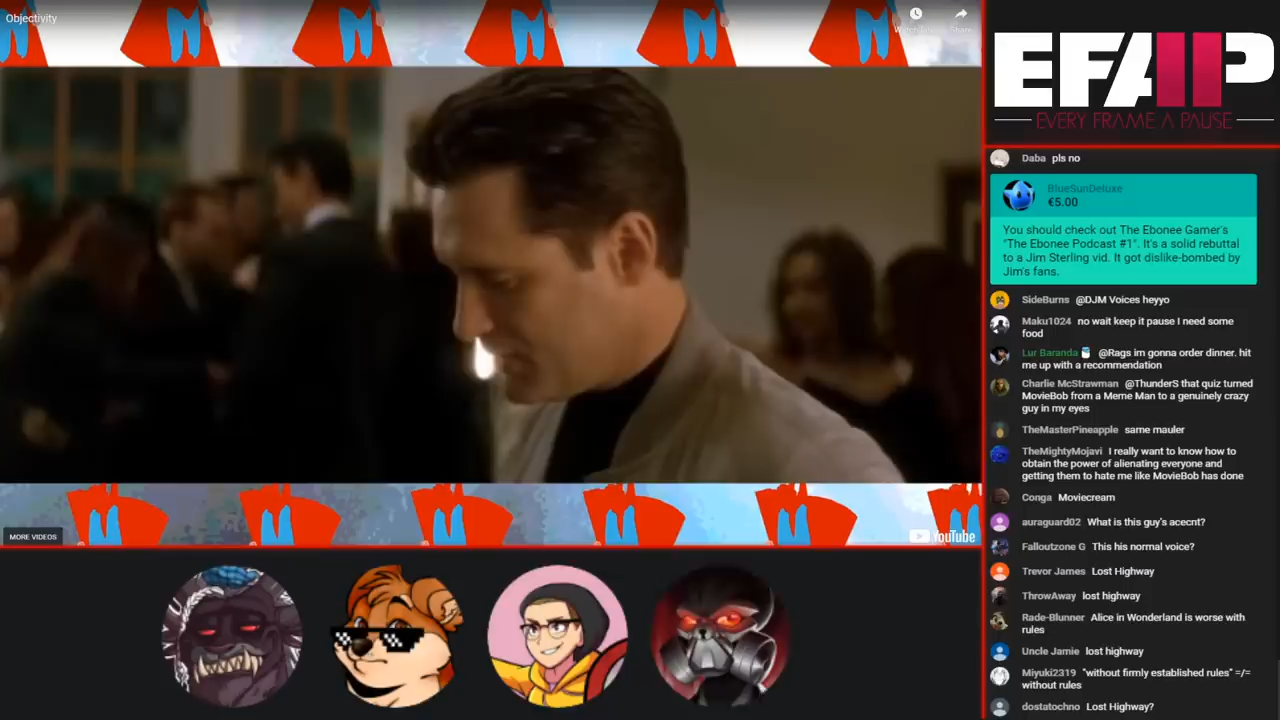 Objectivity
Watch later
Share
EFAP
EVERY FRAME A PAUSE
Daba pls no
BlueSunDeluxe
€5.00
You should check out The Ebonee Gamer's
"The Ebonee Podcast #1". It's a solid rebuttal
to a Jim Sterling vid. It got dislike-bombed by
Jim's fans.
SideBurns @DJM Voices heyyo
Maku1024 no wait keep it pause I need some
food
Lur Baranda @Rags im gonna order dinner. hit
me up with a recommendation
Charlie McStrawman @ThunderS that quiz turned
MovieBob from a Meme Man to a genuinely crazy
guy in my eyes
TheMasterPineapple same mauler
TheMightyMojavi I really want to know how to
obtain the power of alienating everyone and
getting them to hate me like MovieBob has done
Conga Moviecream
auraguard02 What is this guy's acecnt?
Falloutzone G This his normal voice?
Trevor James Lost Highway
ThrowAway lost highway
Rade-Blunner Alice in Wonderland is worse with
rules
Uncle Jamie lost highway
Miyuki2319 "without firmly established rules" =/=
without rules
dostatochno Lost Highway?
MORE VIDEOS
YouTube